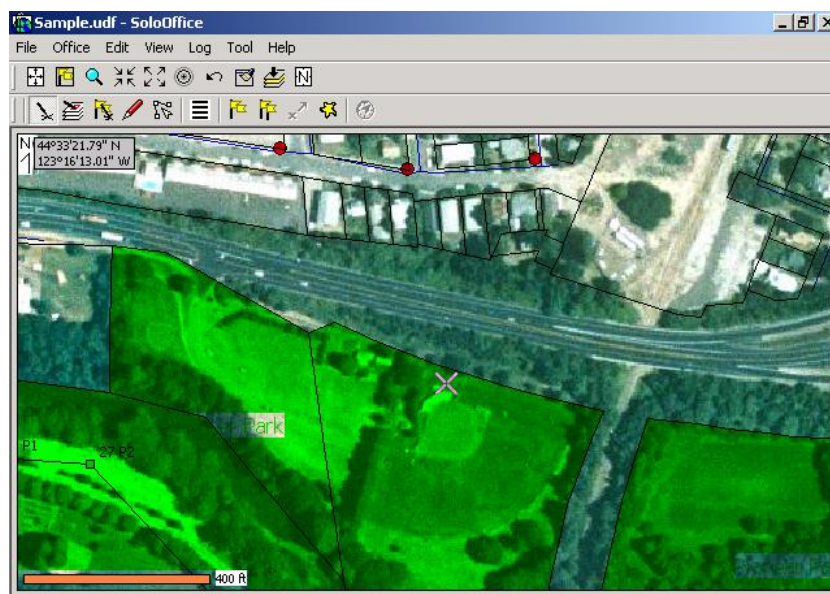 Sample.udf - SoloOffice
File Office Edit View Log Tool Help
N
44°33'21.79" N
123°16'13.01" W
Park
P1
27 P2
400 ft